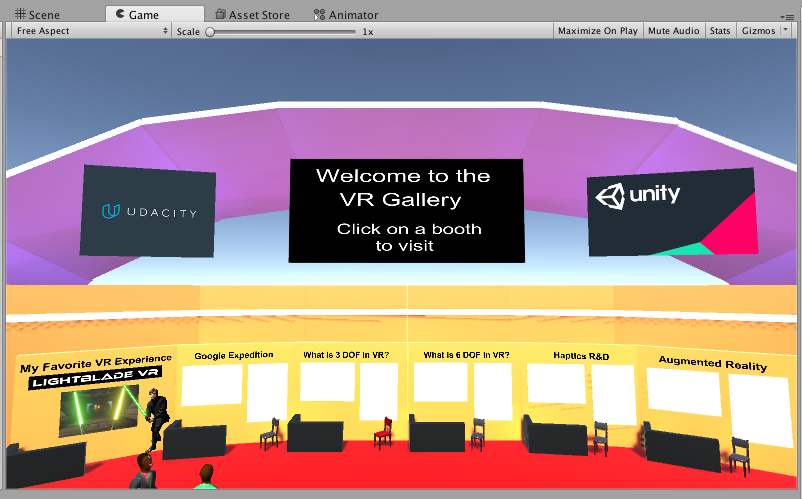 Scene
Game
Asset Store
Animator
Free Aspect
Scale
1x
Maximize On Play
Mute Audio
Stats
Gizmos
UDACITY
Welcome to the
VR Gallery
Click on a booth
to visit
unity
My Favorite VR Experience
LIGHTBLADE VR
Google Expedition
What is 3 DOF in VR?
What is 6 DOF in VR?
Haptics R&D
Augmented Reality